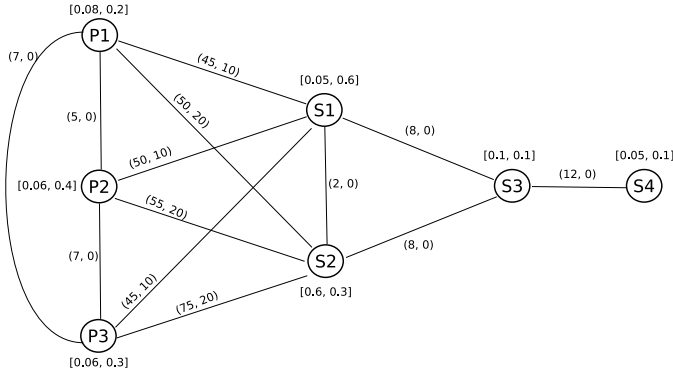 [0.08, 0.2]
P1
(7, 0)
(45, 10)
[0.05, 0.6]
S1
(50, 20)
(5, 0)
(8, 0)
(50, 10)
[0.1, 0.1]
[0.05, 0.1]
(12, 0)
[0.06, 0.4]
P2
(2, 0)
S3
S4
(55, 20)
(7, 0)
(8, 0)
S2
(45, 10)
[0.6, 0.3]
(75, 20)
P3
[0.06, 0.3]